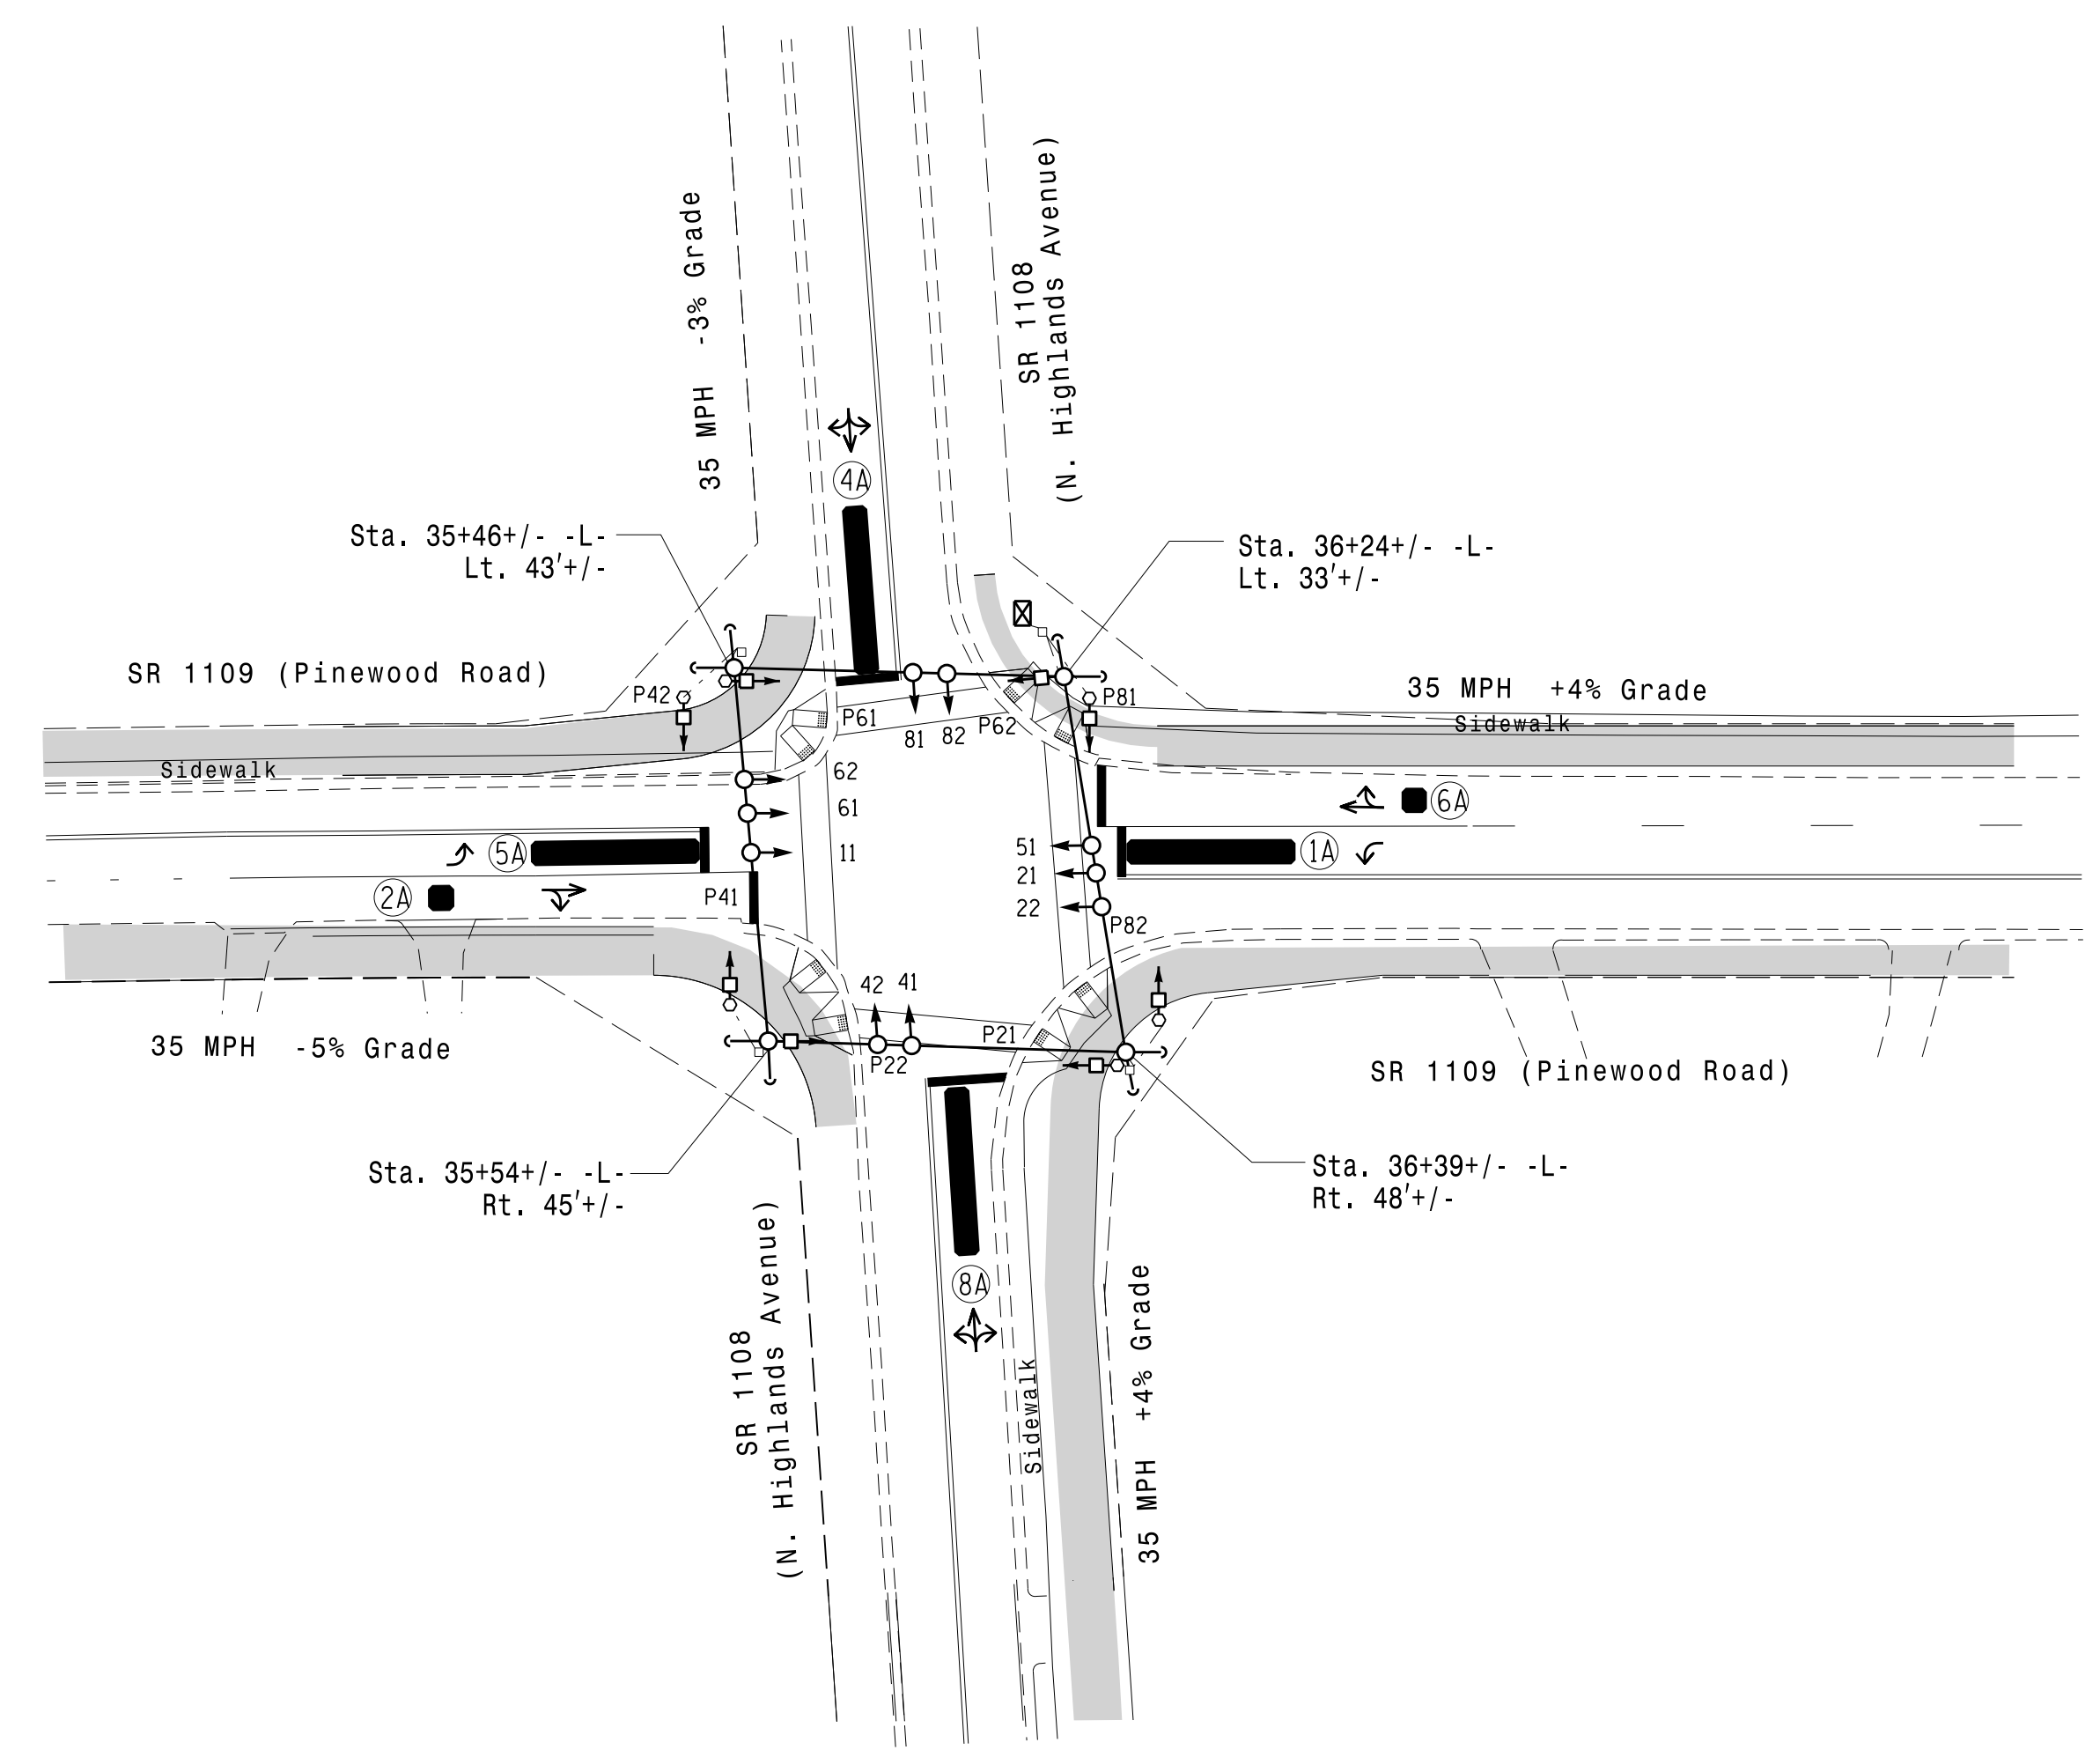 35 MPH -3% Grade
SR 1108
(N. Highlands Avenue)
4A
Sta. 35+46+/- -L-
Lt. 43'+/-
Sta. 36+24+/- -L-
Lt. 33'+/-
SR 1109 (Pinewood Road)
P42
P81
35 MPH +4% Grade
P61
P62
Sidewalk
81
82
Sidewalk
62
61
6A
5A
11
51
1A
21
2A
P41
22
P82
42
41
P21
35 MPH -5% Grade
P22
SR 1109 (Pinewood Road)
Sta. 35+54+/- -L-
Rt. 45'+/-
Sta. 36+39+/- -L-
Rt. 48'+/-
8A
SR 1108
(N. Highlands Avenue)
Sidewalk
35 MPH +4% Grade